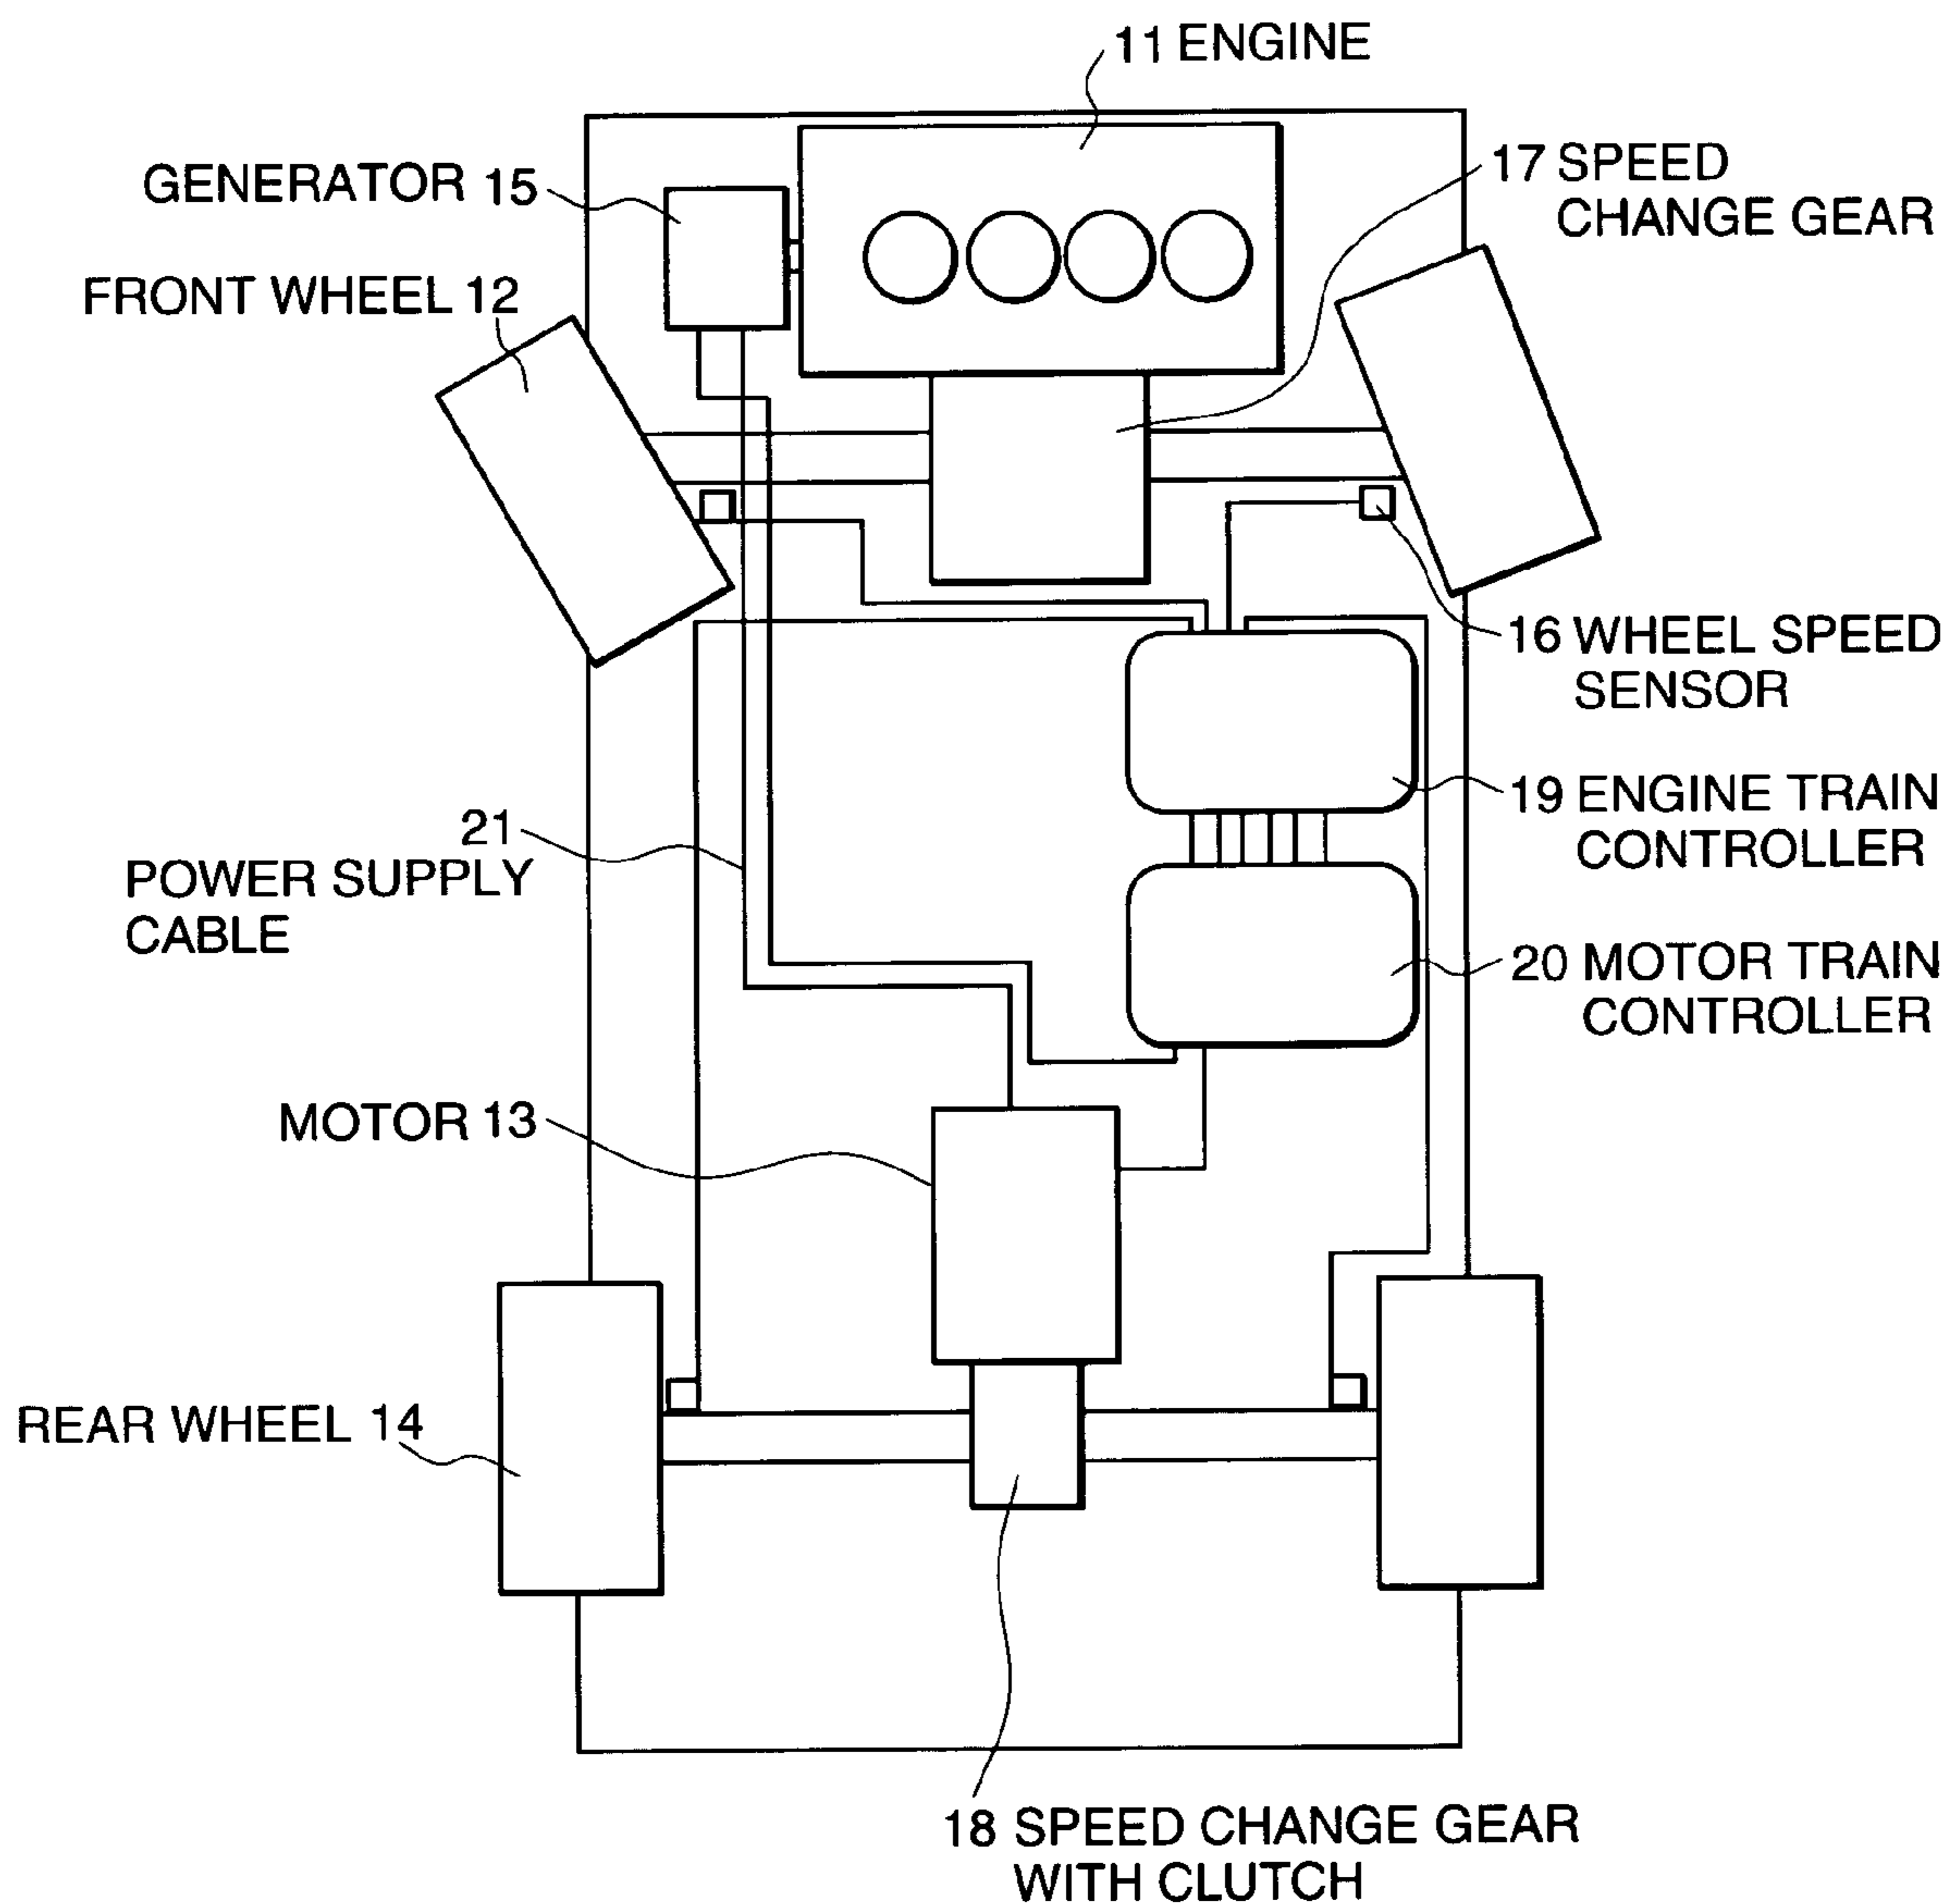 11 ENGINE
17 SPEED
CHANGE GEAR
GENERATOR 15
FRONT WHEEL 12
16 WHEEL SPEED
SENSOR
19 ENGINE TRAIN
CONTROLLER
21
POWER SUPPLY
CABLE
20 MOTOR TRAIN
CONTROLLER
MOTOR 13
REAR WHEEL 14
18 SPEED CHANGE GEAR
WITH CLUTCH